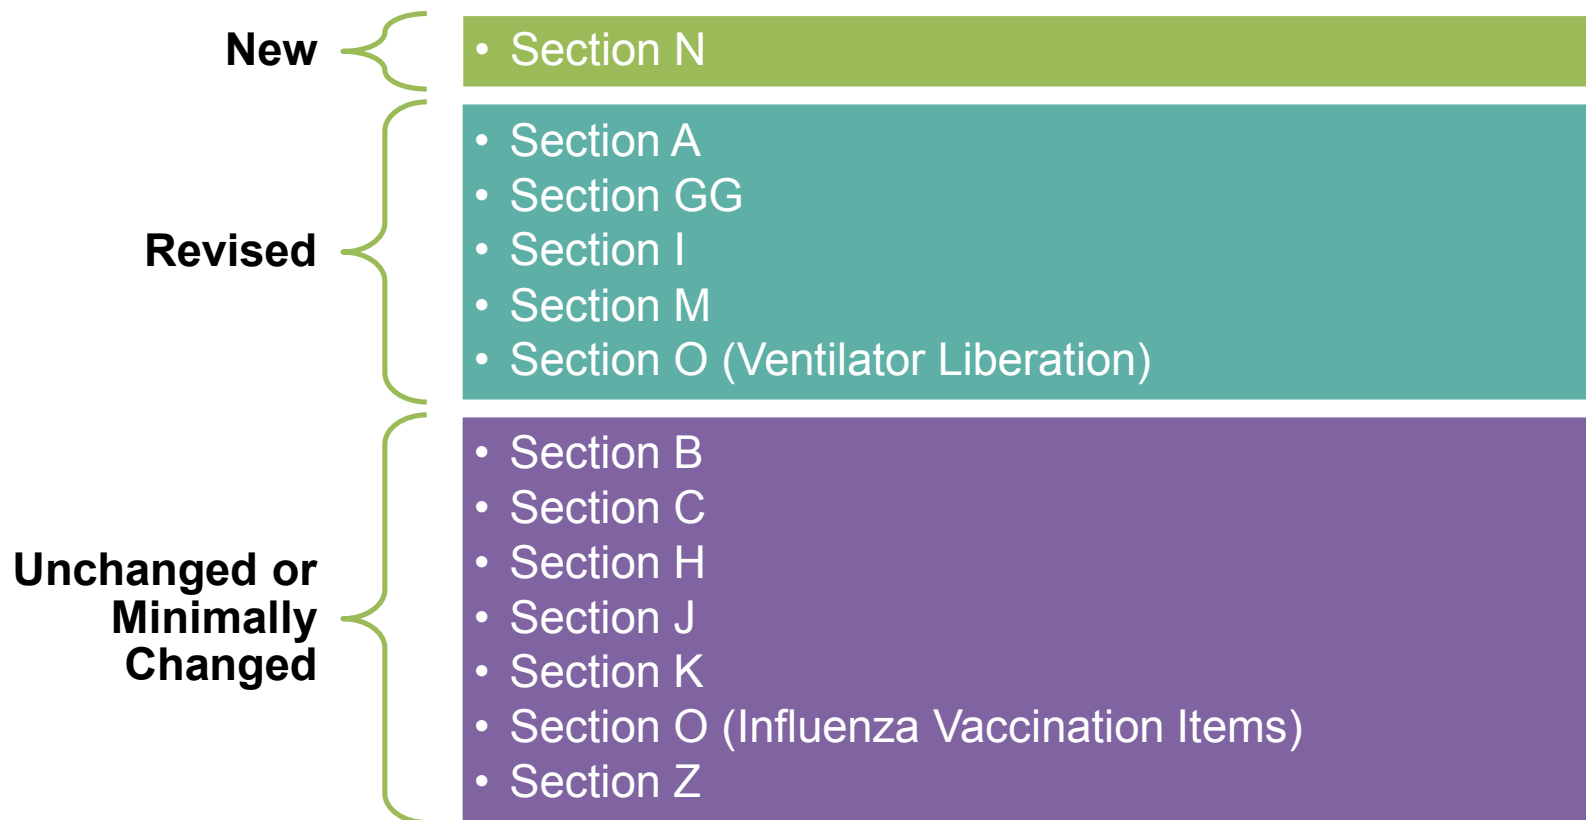 New
• Section N
Revised
• Section A
• Section GG
• Section I
• Section M
• Section O (Ventilator Liberation)
Unchanged or
Minimally
Changed
• Section B
• Section C
• Section H
• Section J
• Section K
• Section O (Influenza Vaccination Items)
• Section Z